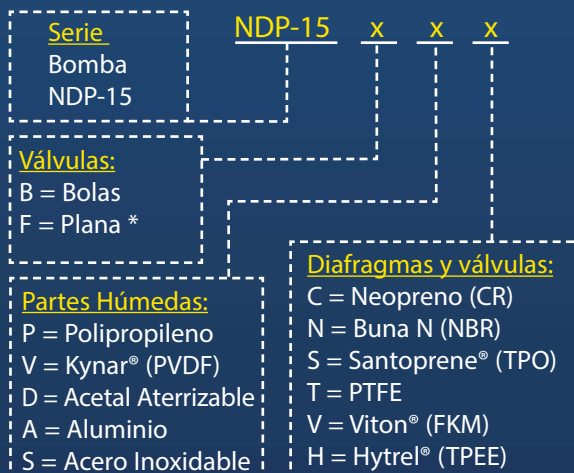 Serie
Bomba
NDP-15
NDP-15 x x x
Válvulas:
B = Bolas
F = Plana *
Partes Húmedas:
P = Polipropileno
V = Kynar® (PVDF)
D = Acetal Aterrizable
A = Aluminio
S = Acero Inoxidable
Diafragmas y válvulas:
C = Neopreno (CR)
N = Buna N (NBR)
S = Santoprene® (TPO)
T = PTFE
V = Viton® (FKM)
H = Hytrel® (TPEE)